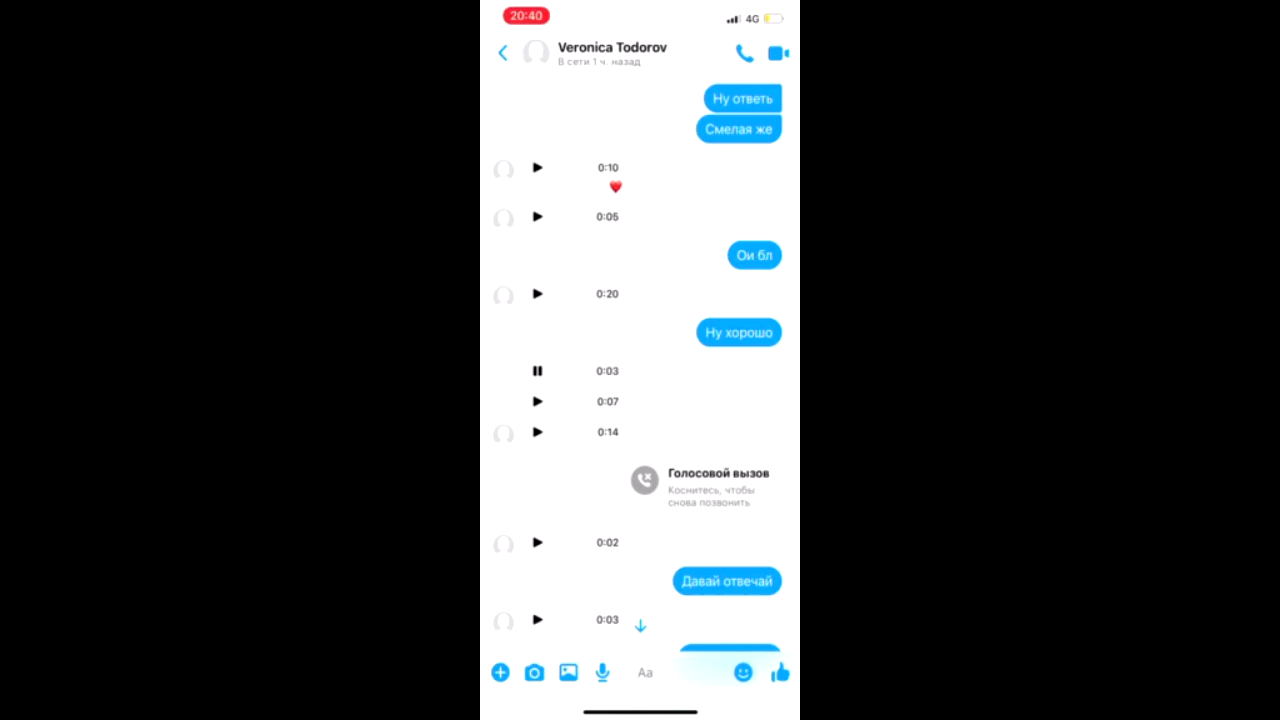 20:40
4G
Veronica Todorov
В сети 1 ч. назад
Ну ответь
Смелая же
0:10
0:05
Ои бл
0:20
Ну хорошо
0:03
0:07
0:14
Голосовой вызов
Коснитесь, чтобы
снова позвонить
0:02
Давай отвечай
0:03
Aa